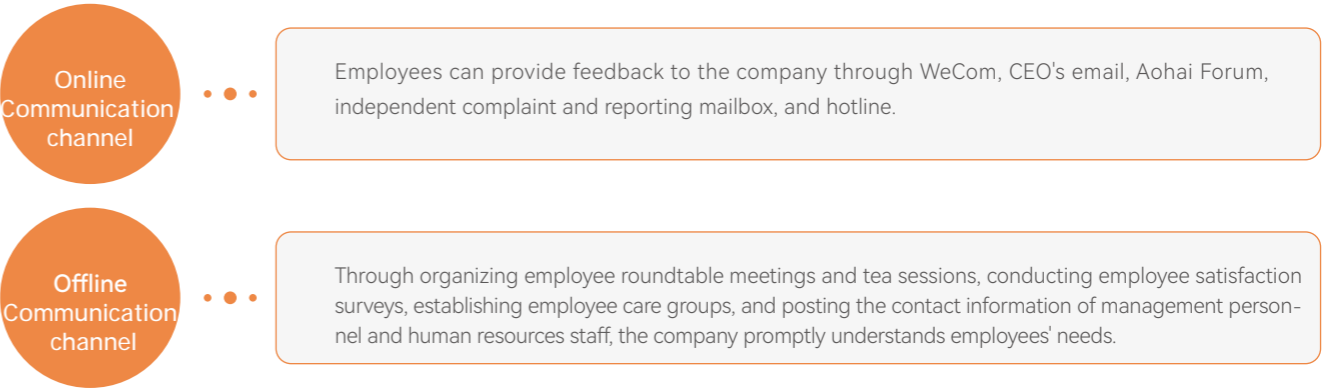 Online
Communication
channel
Employees can provide feedback to the company through WeCom, CEO's email, Aohai Forum,
independent complaint and reporting mailbox, and hotline.
Offline
Communication
channel
Through organizing employee roundtable meetings and tea sessions, conducting employee satisfaction
surveys, establishing employee care groups, and posting the contact information of management person-
nel and human resources staff, the company promptly understands employees' needs.